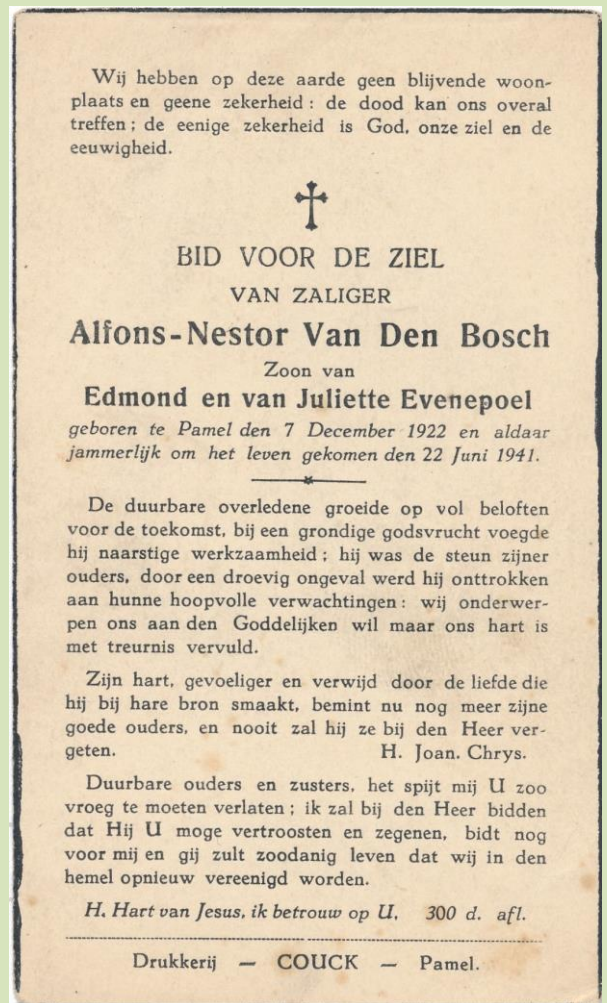 Wij hebben op deze aarde geen blijvende woon-
plaats en geene zekerheid : de dood kan ons overal
treffen ; de eenige zekerheid is God, onze ziel en de
eeuwigheid.
BID VOOR DE ZIEL
VAN ZALIGER
Alfons-Nestor Van Den Bosch
Zoon van
Edmond en van Juliette Evenepoel
geboren te Pamel den 7 December 1922 en aldaar
jammerlijk om het leven gekomen den 22 Juni 1941.
De duurbare overledene groeide op vol beloften
voor de toekomst, bij een grondige godsvrucht voegde
hij naarstige werkzaamheid ; hij was de steun zijner
ouders, door een droevig ongeval werd hij onttrokken
aan hunne hoopvolle verwachtingen : wij onderwer-
pen ons aan den Goddelijken wil maar ons hart is
met treurnis vervuld.
Zijn hart, gevoeliger en verwijd door de liefde die
hij bij hare bron smaakt, bemint nu nog meer zijne
goede ouders, en nooit zal hij ze bij den Heer ver-
geten. H. Joan. Chrys.
Duurbare ouders en zusters, het spijt mij U zoo
vroeg te moeten verlaten ; ik zal bij den Heer bidden
dat Hij U moge vertroosten en zegenen, bidt nog
voor mij en gij zult zoodanig leven dat wij in den
hemel opnieuw vereenigd worden.
H. Hart van Jesus, ik betrouw op U, 300 d. afl.
Drukkerij — COUCK — Pamel.